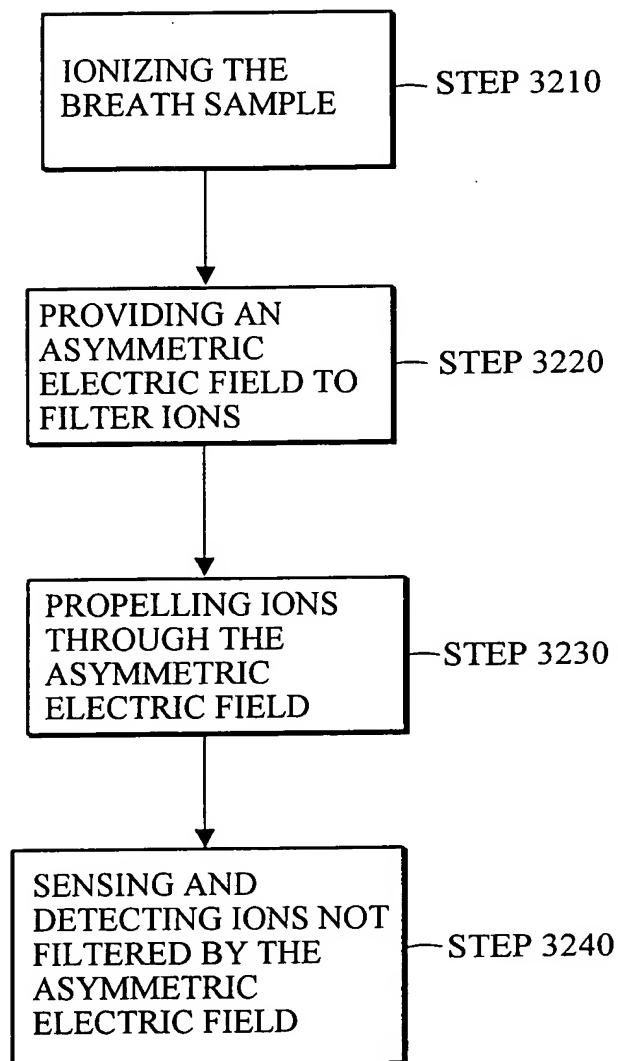 IONIZING THE
BREATH SAMPLE
STEP 3210
PROVIDING AN
ASYMMETRIC
ELECTRIC FIELD TO
FILTER IONS
STEP 3220
PROPELLING IONS
THROUGH THE
ASYMMETRIC
ELECTRIC FIELD
STEP 3230
SENSING AND
DETECTING IONS NOT
FILTERED BY THE
ASYMMETRIC
ELECTRIC FIELD
STEP 3240